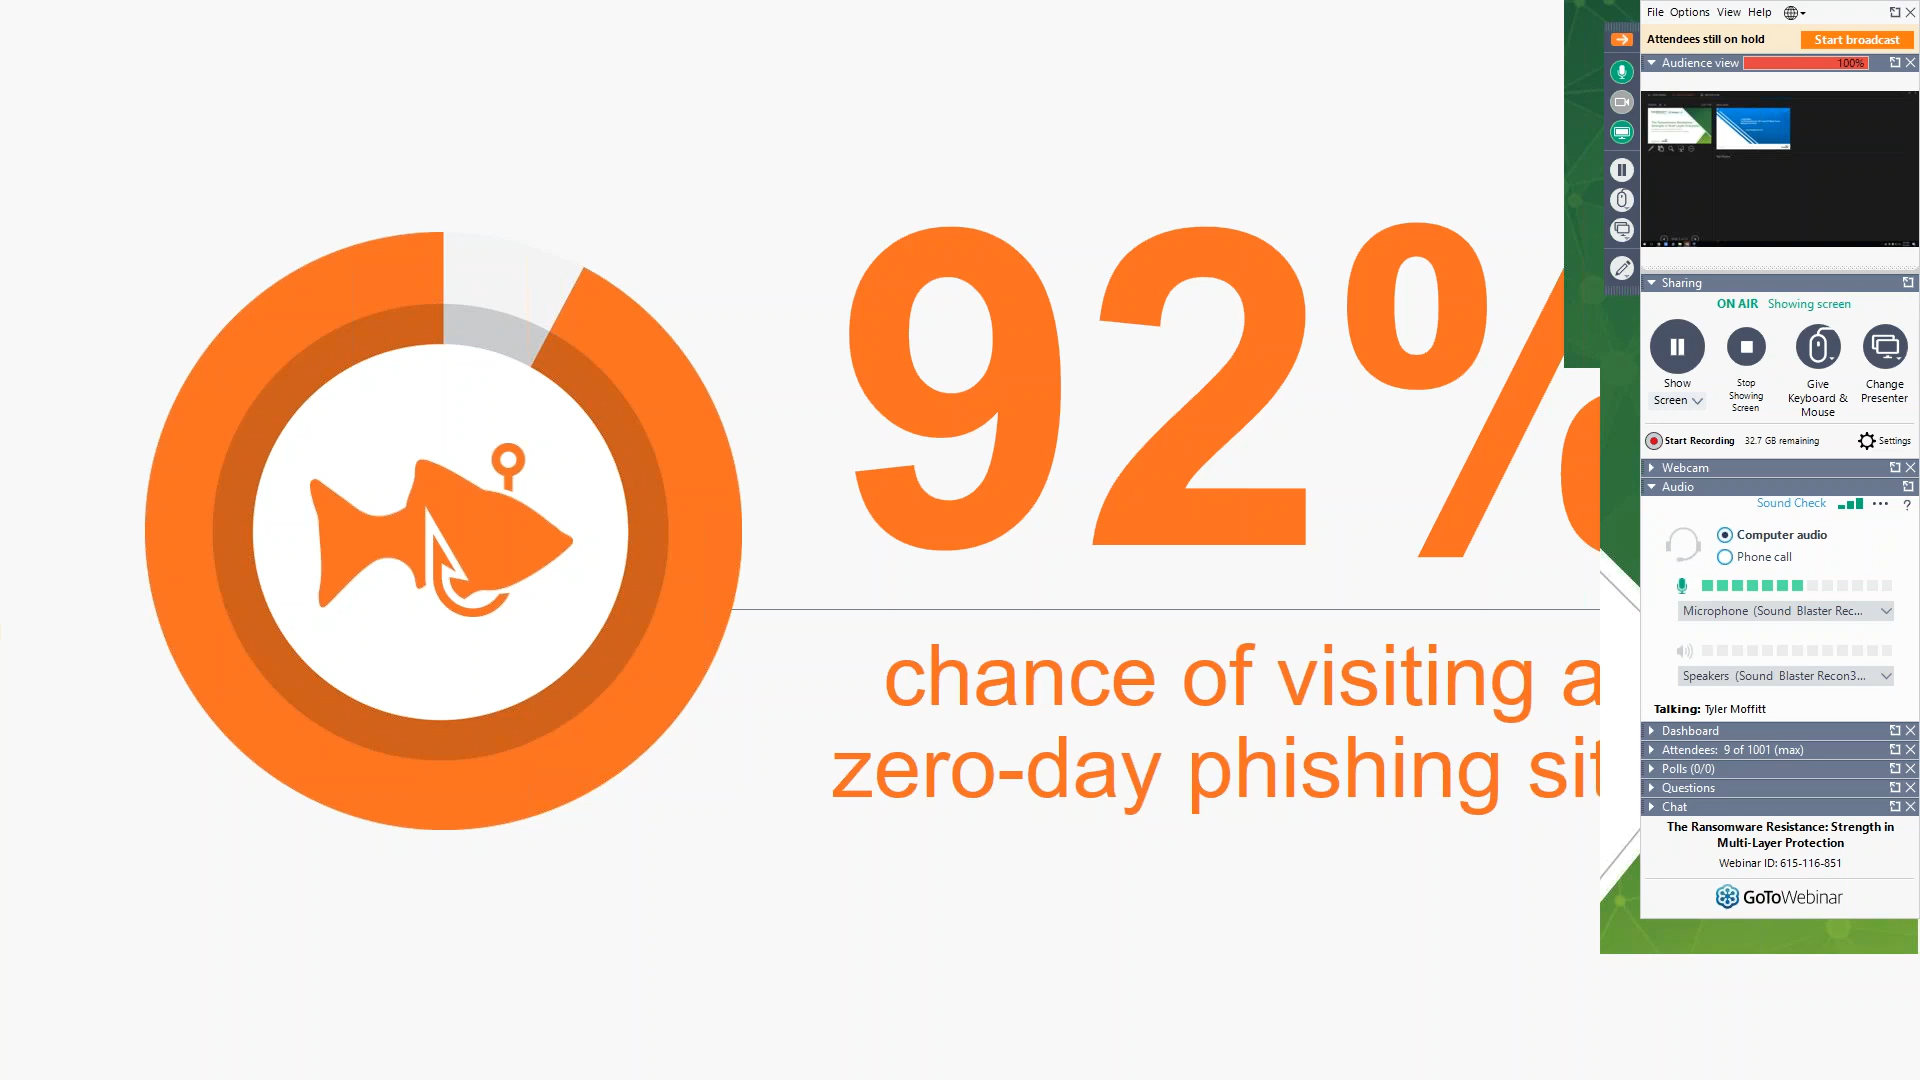 92%
chance of visiting a
zero-day phishing sit
File Options View Help
Attendees still on hold
Start broadcast
Audience view
100%
Sharing
ON AIR Showing screen
Show
Screen
Stop
Showing
Screen
Give
Keyboard &
Mouse
Change
Presenter
Start Recording 32.7 GB remaining
Settings
Webcam
Audio
Sound Check ?
Computer audio
Phone call
Microphone (Sound Blaster Rec...
Speakers (Sound Blaster Recon3...
Talking: Tyler Moffitt
Dashboard
Attendees: 9 of 1001 (max)
Polls (0/0)
Questions
Chat
The Ransomware Resistance: Strength in
Multi-Layer Protection
Webinar ID: 615-116-851
GoToWebinar